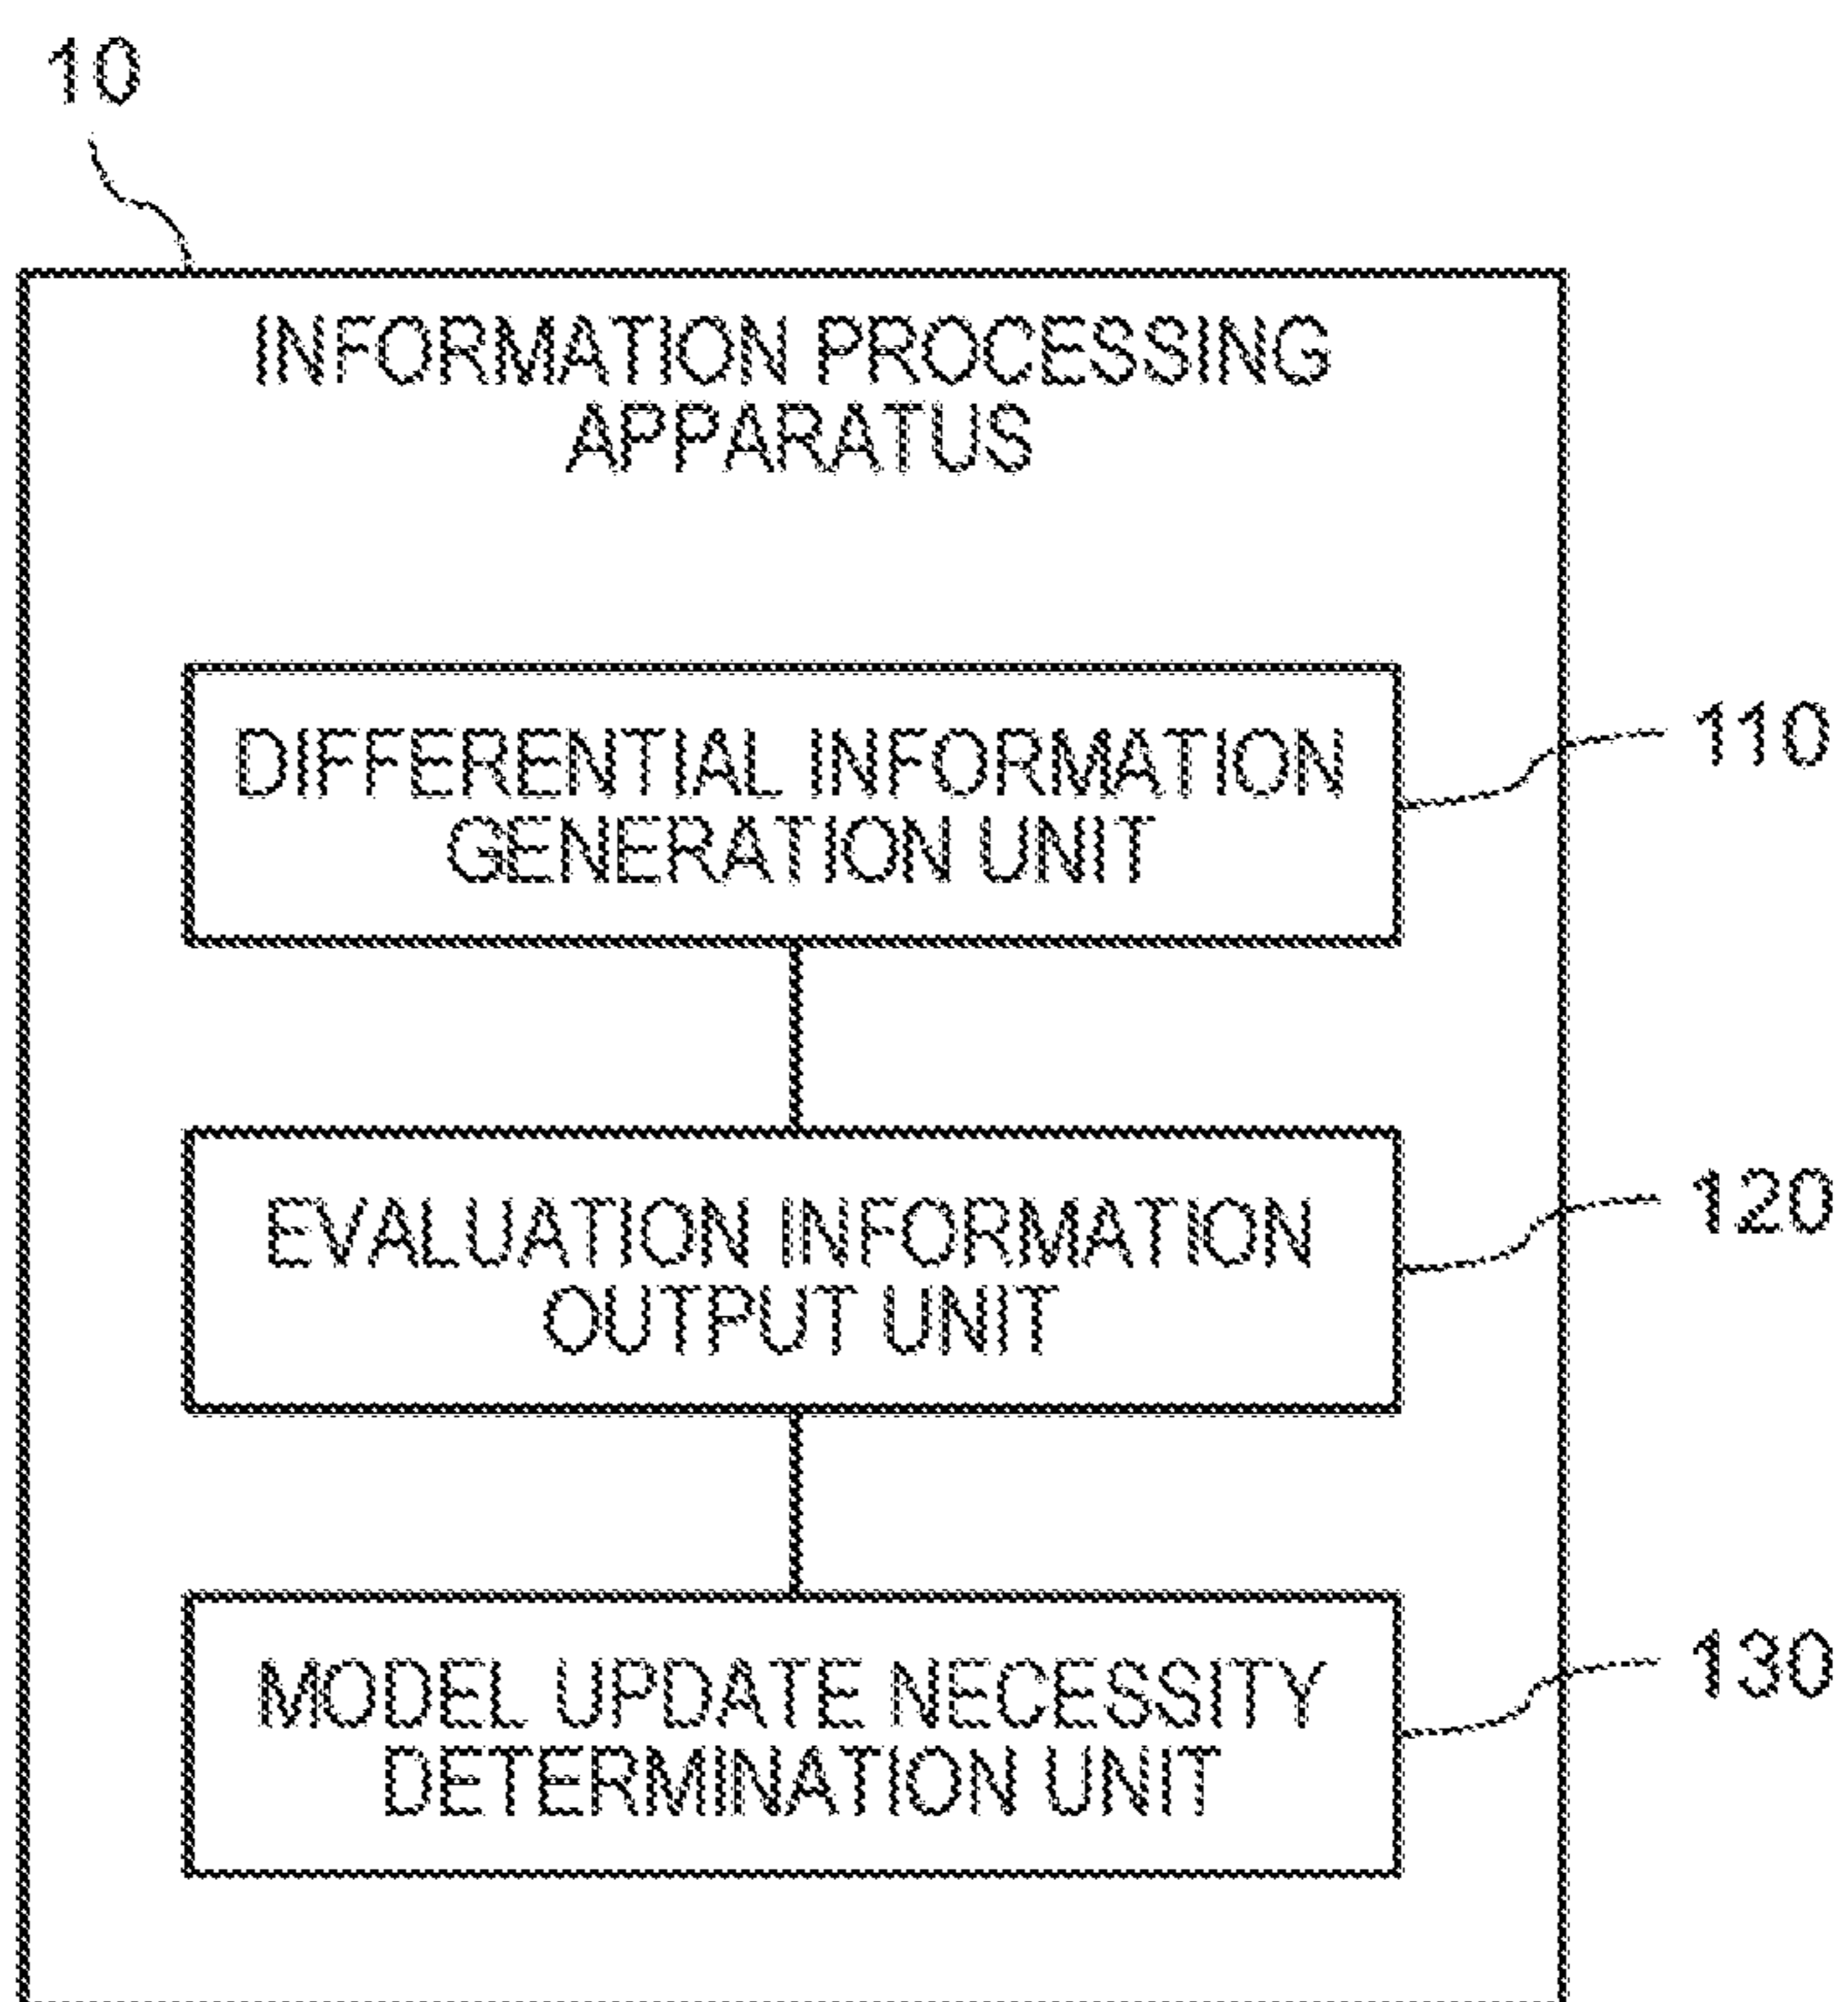 10
INFORMATION PROCESSING
APPARATUS
DIFFERENTIAL INFORMATION
GENERATION UNIT
110
EVALUATION INFORMATION
OUTPUT UNIT
120
MODEL UPDATE NECESSITY
DETERMINATION UNIT
130